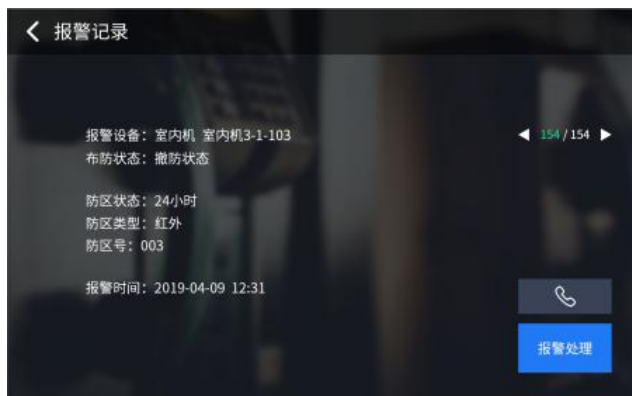 报警记录
报警设备：室内机 室内机3-1-103
154/154
布防状态：撤防状态
防区状态：24小时
防区类型：红外
防区号：003
报警时间：2019-04-09 12:31
报警处理